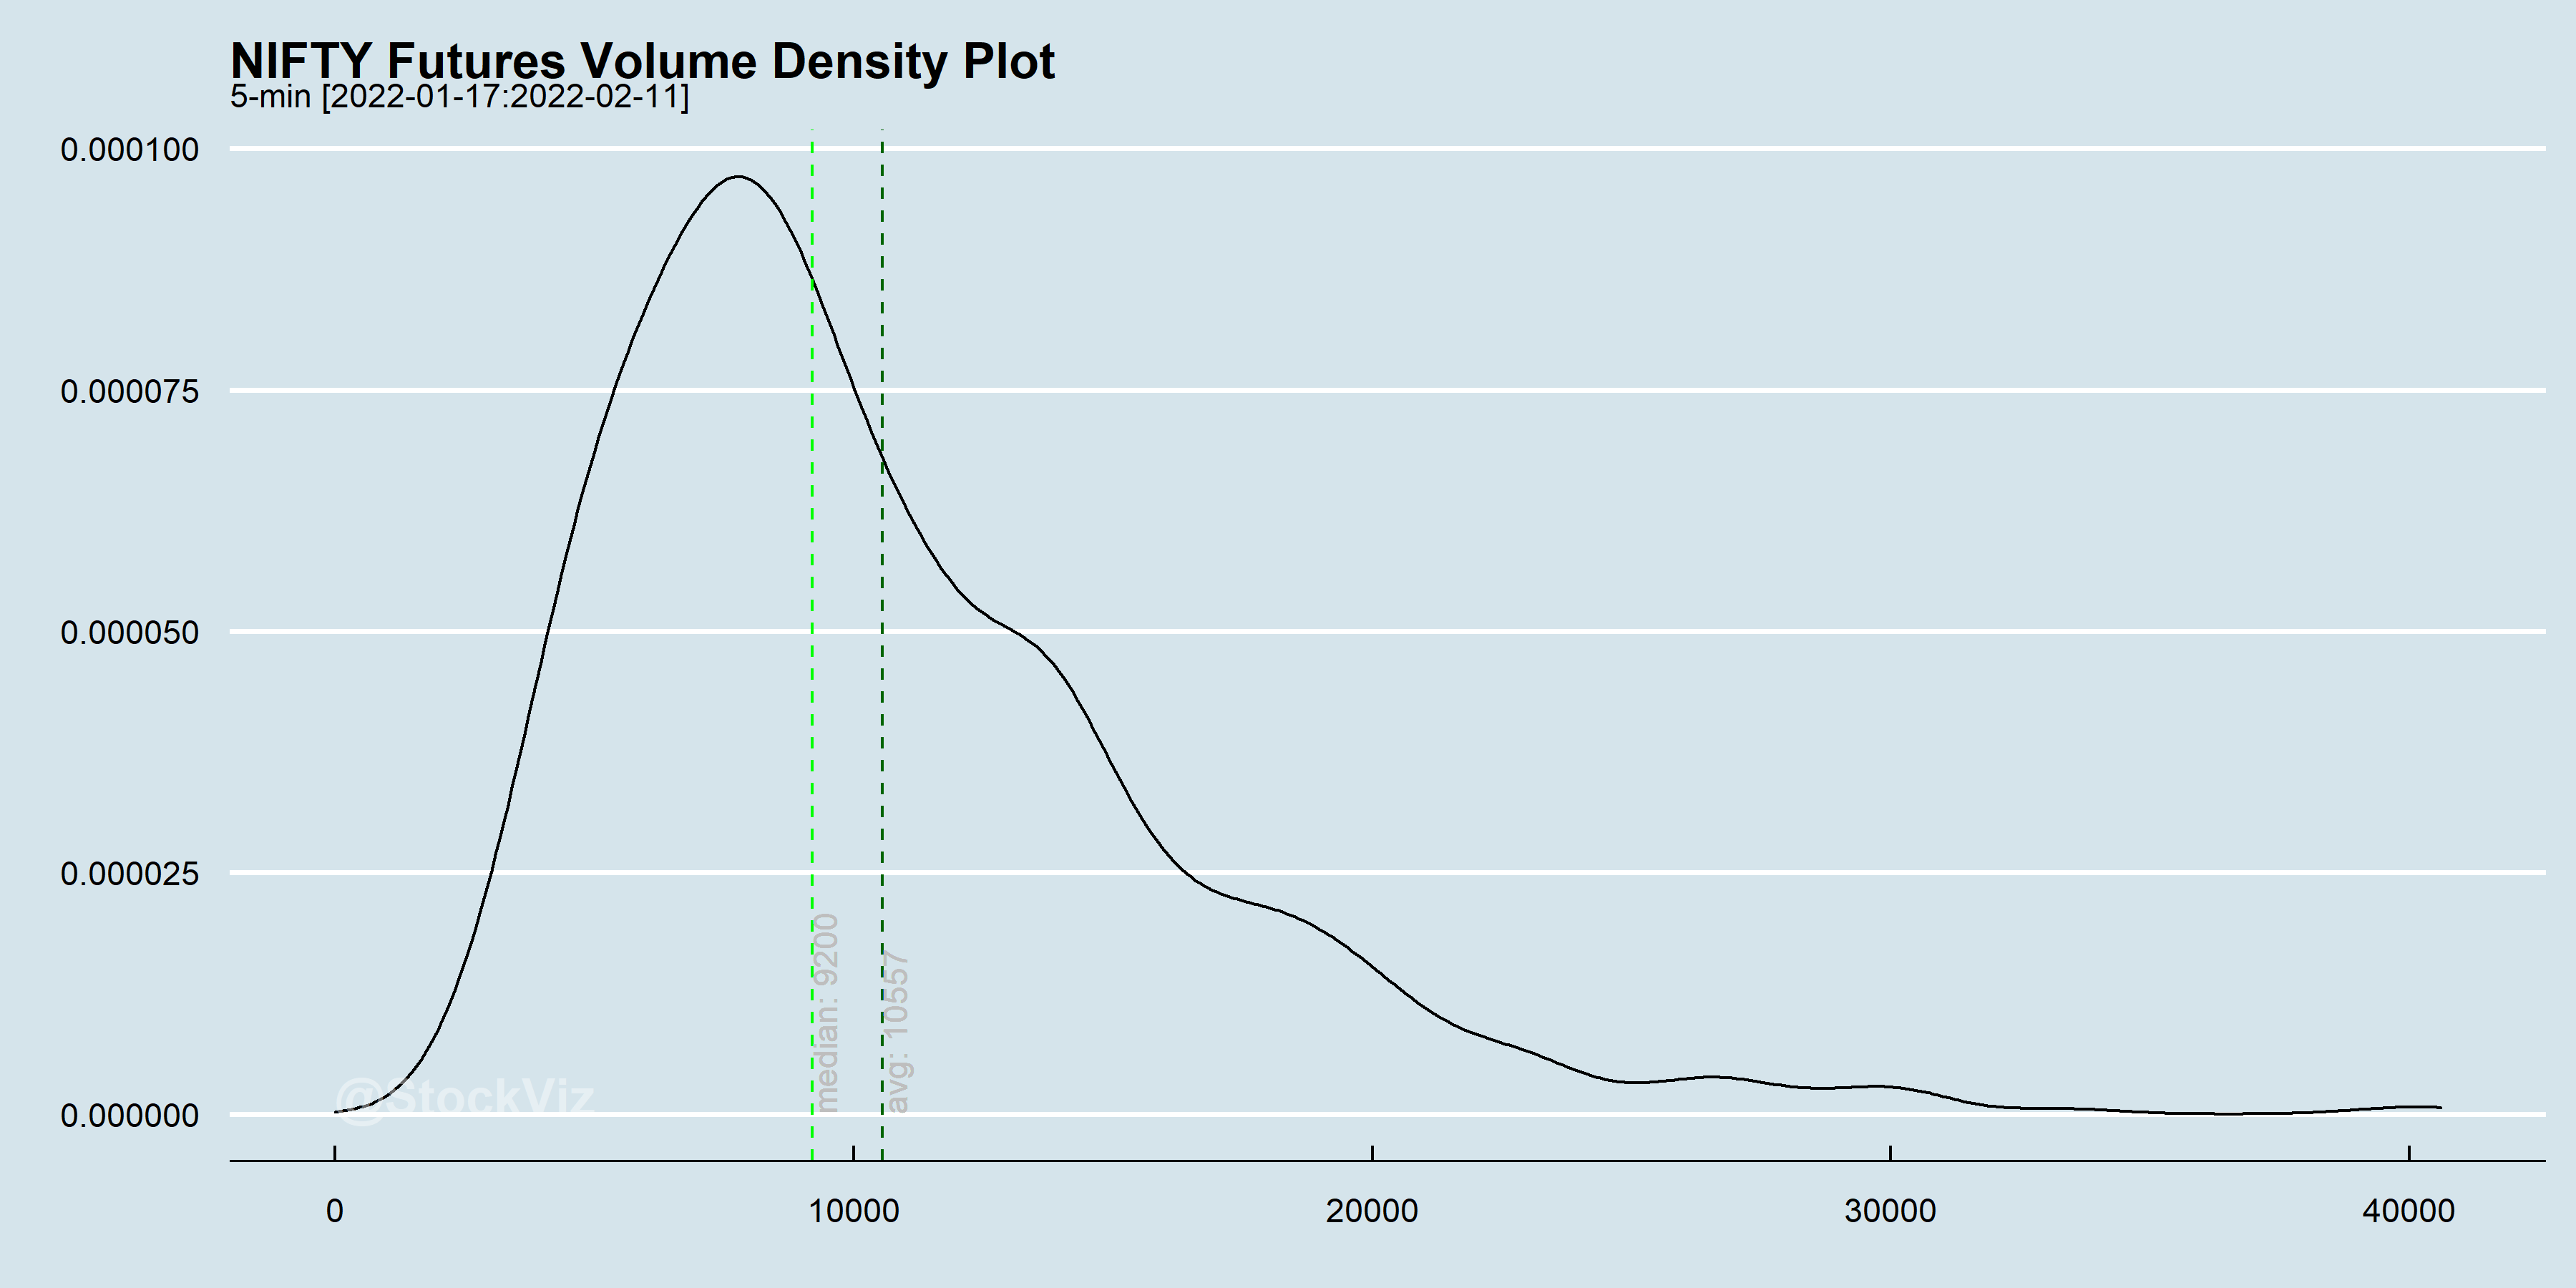 NIFTY Futures Volume Density Plot
5-min [2022-01-17:2022-02-11]
0.000100
0.000075
0.000050
0.000025
0.000000
median: 9200
avg: 10557
@StockViz
0 10000 20000 30000 40000